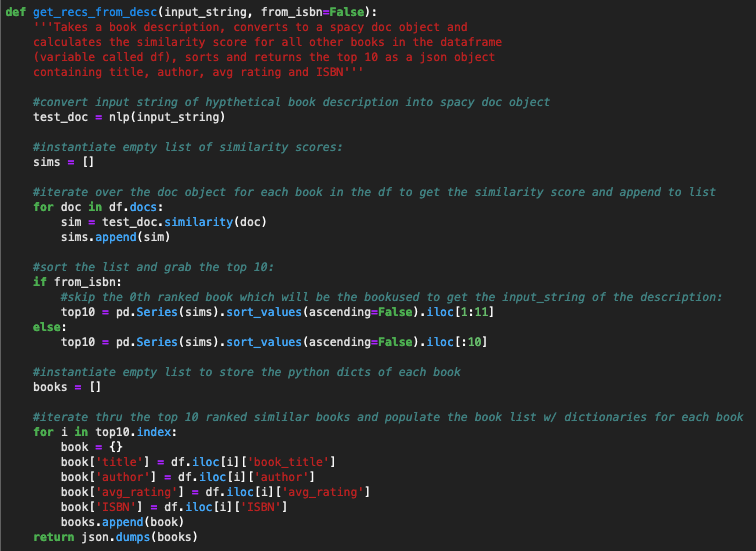 def get_recs_from_desc(input_string, from_isbn=False):
    '''Takes a book description, converts to a spacy doc object and
    calculates the similarity score for all other books in the dataframe
    (variable called df), sorts and returns the top 10 as a json object
    containing title, author, avg rating and ISBN'''

    #convert input string of hypthetical book description into spacy doc object
    test_doc = nlp(input_string)

    #instantiate empty list of similarity scores:
    sims = []

    #iterate over the doc object for each book in the df to get the similarity score and append to list
    for doc in df.docs:
        sim = test_doc.similarity(doc)
        sims.append(sim)

    #sort the list and grab the top 10:
    if from_isbn:
        #skip the 0th ranked book which will be the bookused to get the input_string of the description:
        top10 = pd.Series(sims).sort_values(ascending=False).iloc[1:11]
    else:
        top10 = pd.Series(sims).sort_values(ascending=False).iloc[:10]

    #instantiate empty list to store the python dicts of each book
    books = []

    #iterate thru the top 10 ranked simlilar books and populate the book list w/ dictionaries for each book
    for i in top10.index:
        book = {}
        book['title'] = df.iloc[i]['book_title']
        book['author'] = df.iloc[i]['author']
        book['avg_rating'] = df.iloc[i]['avg_rating']
        book['ISBN'] = df.iloc[i]['ISBN']
        books.append(book)
    return json.dumps(books)